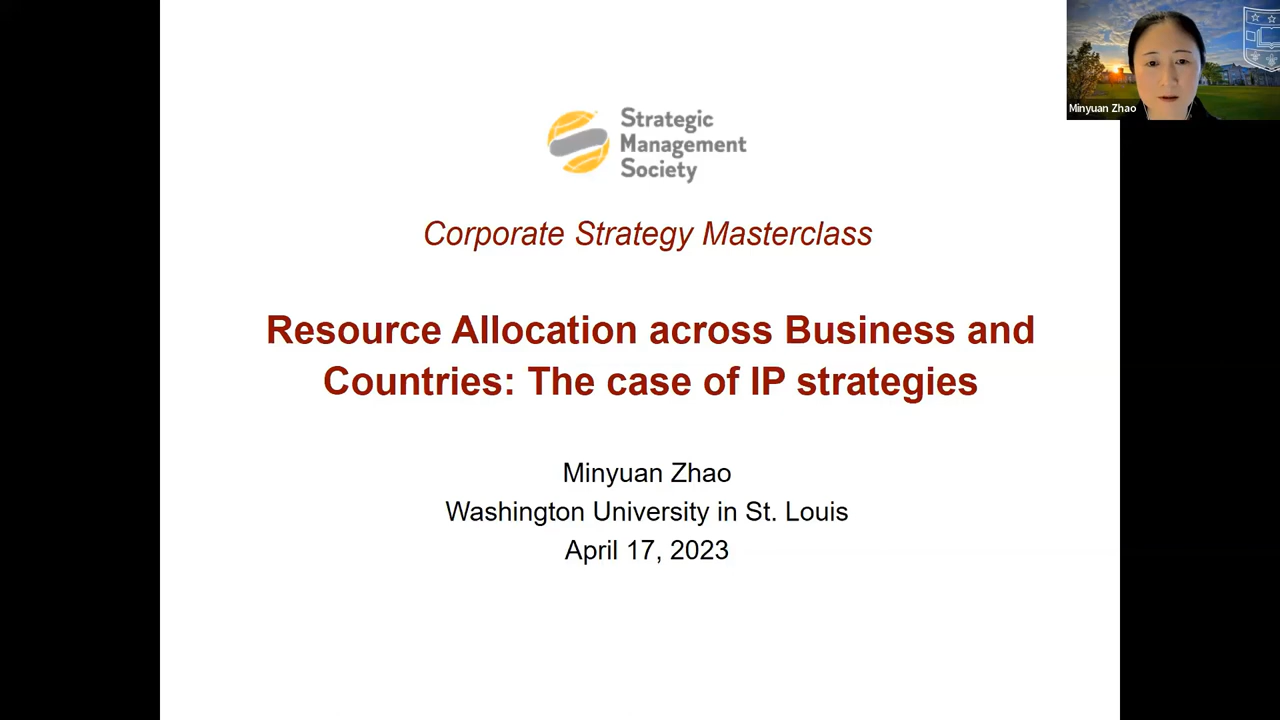 Minyuan Zhao
Strategic
Management
Society
Corporate Strategy Masterclass
Resource Allocation across Business and
Countries: The case of IP strategies
Minyuan Zhao
Washington University in St. Louis
April 17, 2023